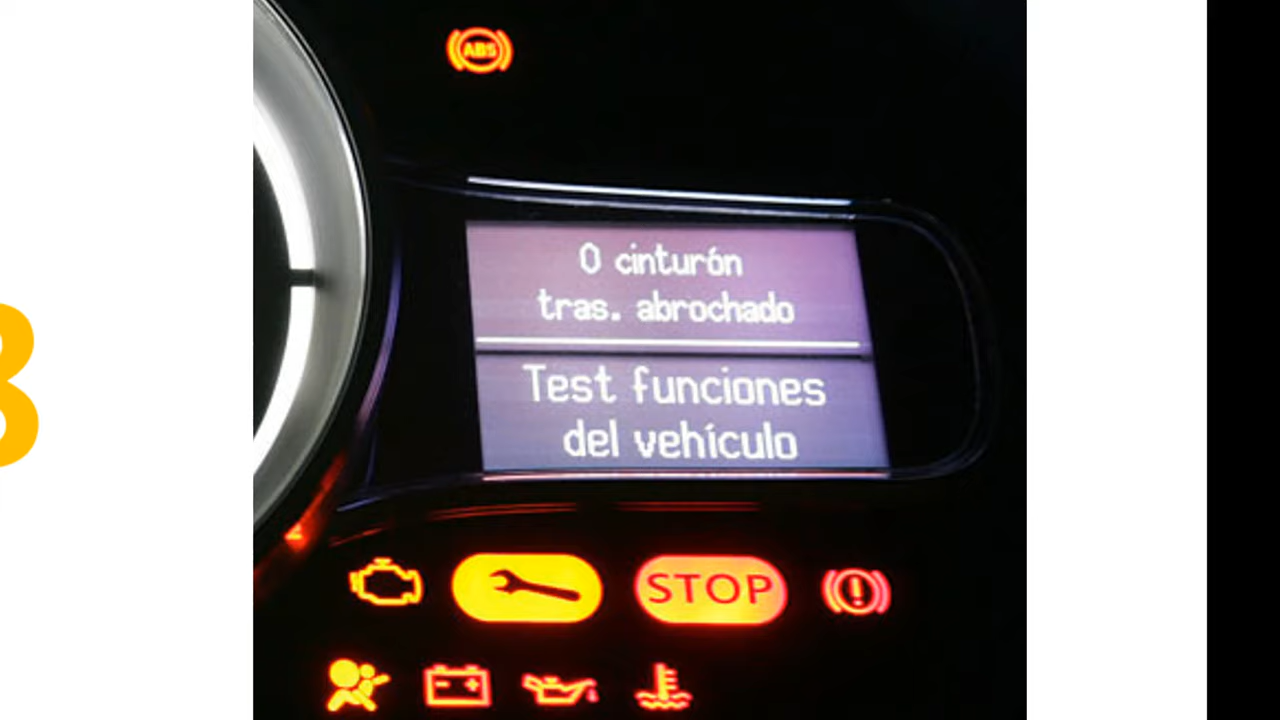 ABS
0 cinturón
tras. abrochado
Test funciones
del vehículo
STOP